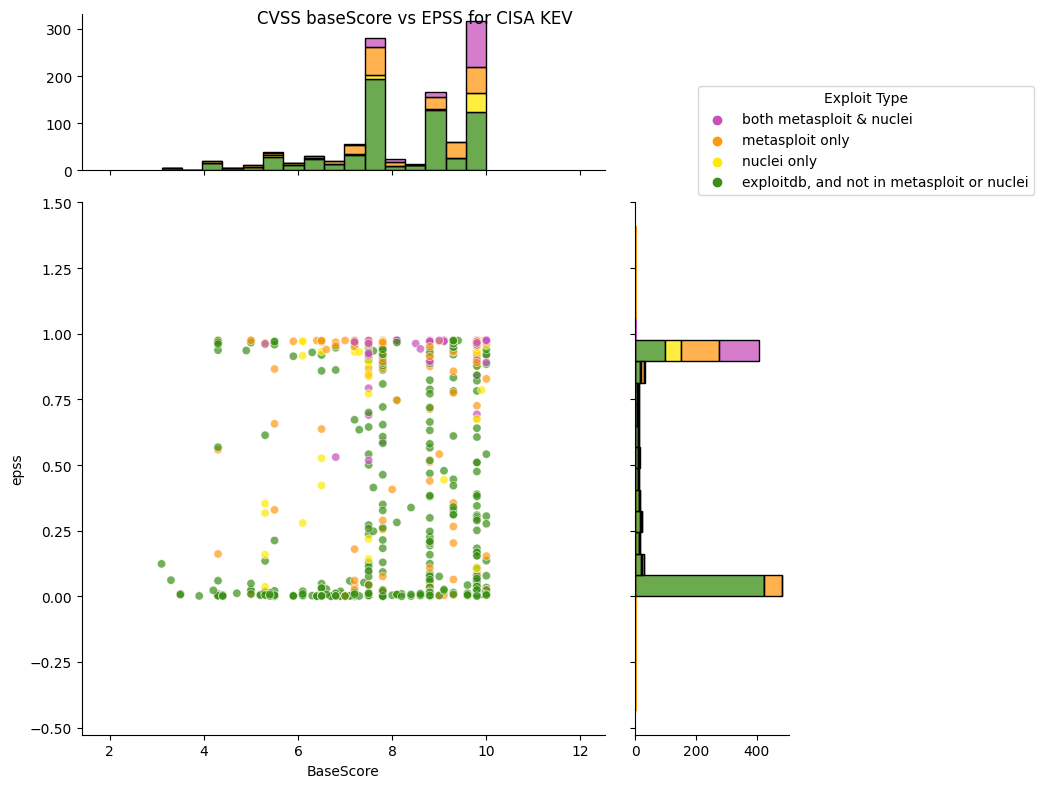 CVSS baseScore vs EPSS for CISA KEV
300
200
100
0
Exploit Type
both metasploit & nuclei
metasploit only
nuclei only
exploitdb, and not in metasploit or nuclei
1.50
1.25
1.00
0.75
0.50
0.25
0.00
−0.25
−0.50
epss
2 4 6 8 10 12
BaseScore
0 200 400